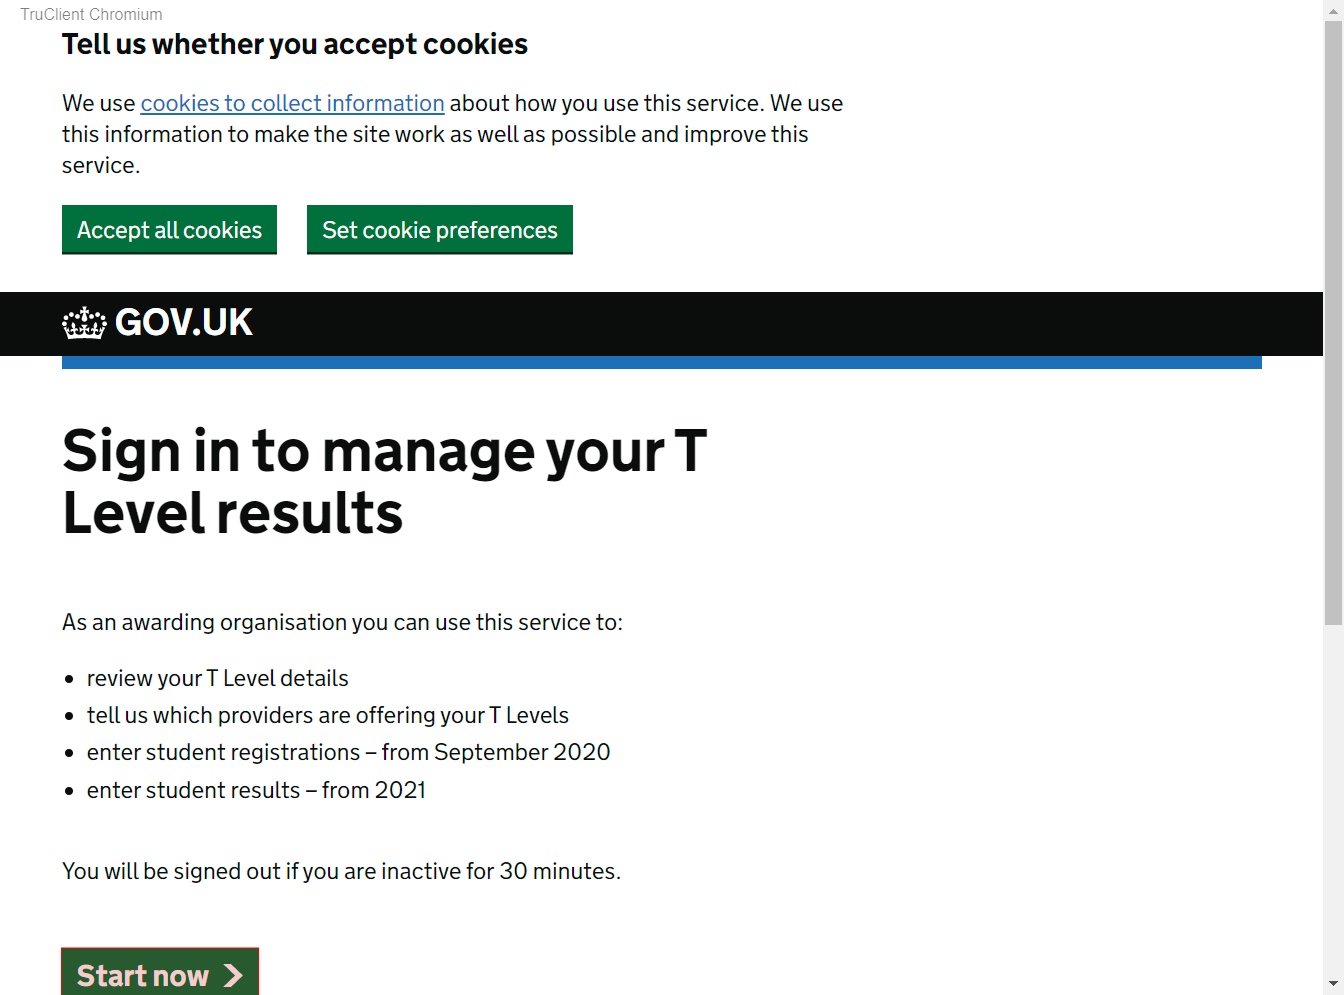 TruClient Chromium
Tell us whether you accept cookies
We use cookies to collect information about how you use this service. We use
this information to make the site work as well as possible and improve this
service.
Accept all cookies
Set cookie preferences
GOV.UK
Sign in to manage your T
Level results
As an awarding organisation you can use this service to:
• review your T Level details
• tell us which providers are offering your T Levels
• enter student registrations – from September 2020
• enter student results – from 2021
You will be signed out if you are inactive for 30 minutes.
Start now